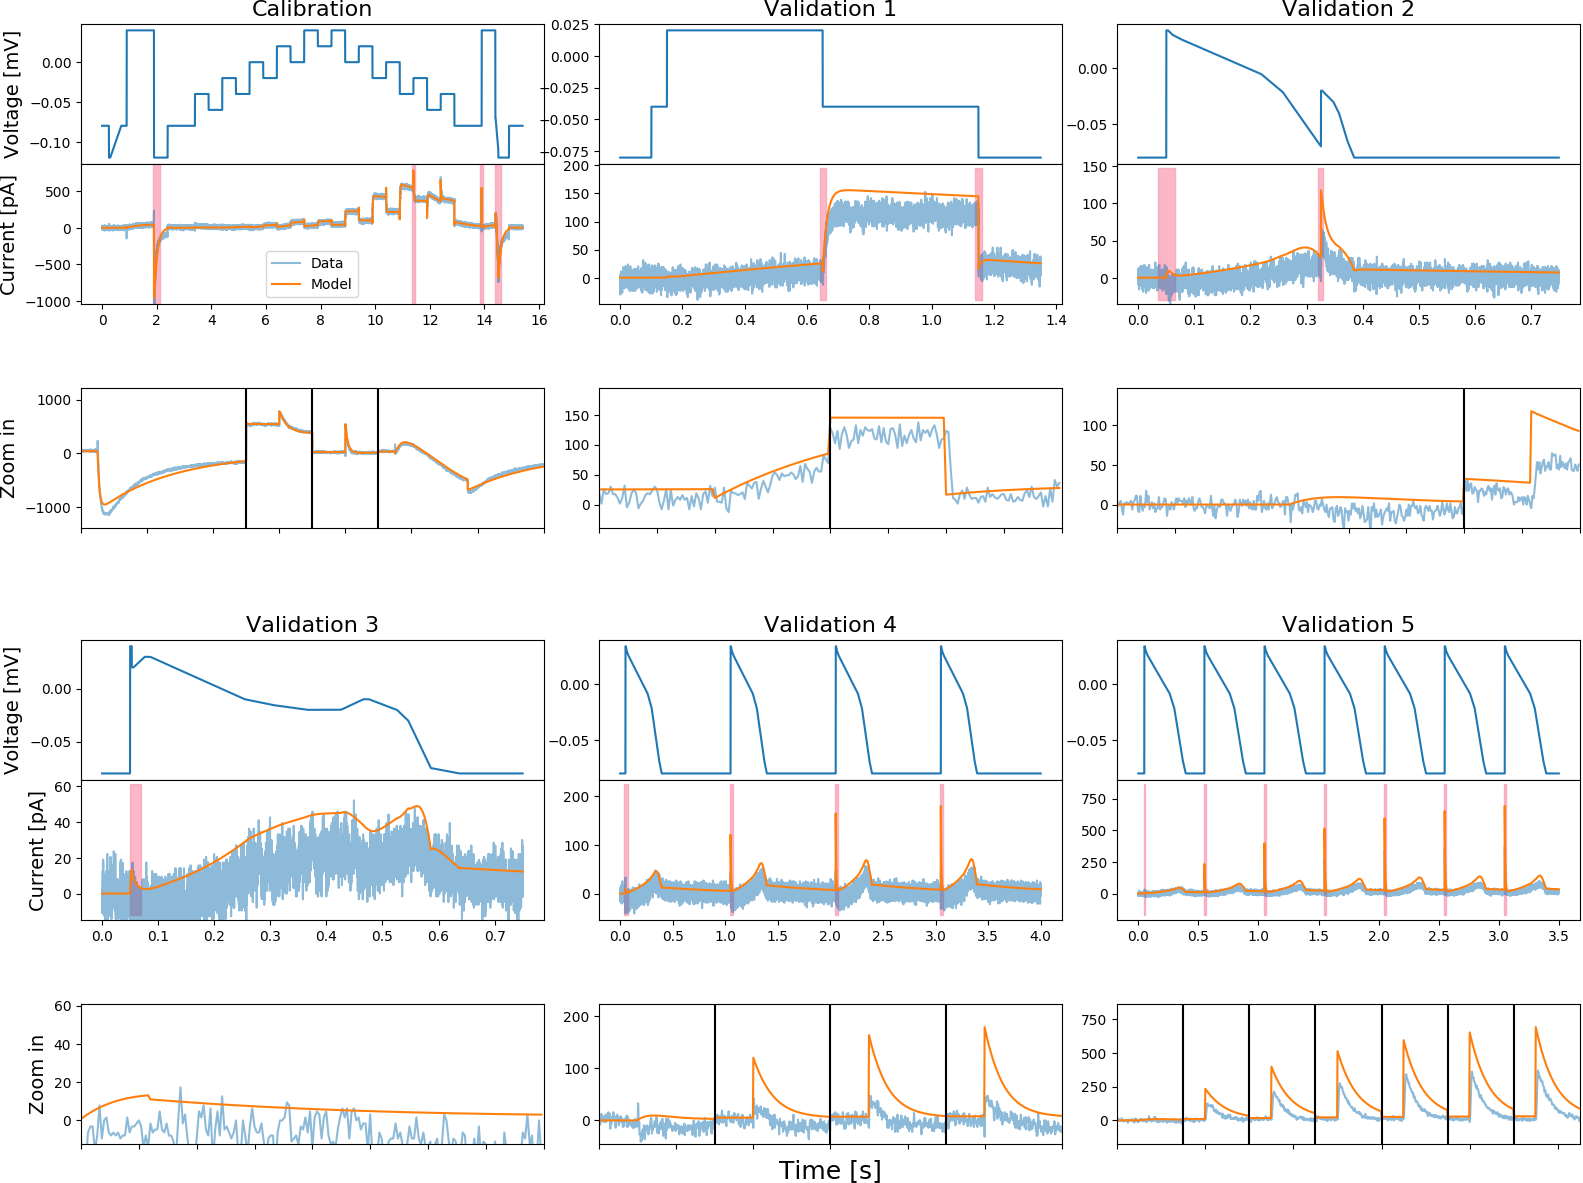 Calibration
Validation 1
Validation 2
Voltage [mV]
0.00
−0.05
−0.10
0.025
0.000
−0.025
−0.050
−0.075
0.00
−0.05
Current [pA]
500
0
−500
−1000
Data
Model
200
150
100
50
0
150
100
50
0
0 2 4 6 8 10 12 14 16
0.0 0.2 0.4 0.6 0.8 1.0 1.2 1.4
0.0 0.1 0.2 0.3 0.4 0.5 0.6 0.7
Zoom in
1000
0
−1000
150
100
50
0
100
50
0
Validation 3
Validation 4
Validation 5
Voltage [mV]
0.00
−0.05
0.00
−0.05
0.00
−0.05
Current [pA]
60
40
20
0
200
100
0
750
500
250
0
0.0 0.1 0.2 0.3 0.4 0.5 0.6 0.7
0.0 0.5 1.0 1.5 2.0 2.5 3.0 3.5 4.0
0.0 0.5 1.0 1.5 2.0 2.5 3.0 3.5
Zoom in
60
40
20
0
200
100
0
750
500
250
0
Time [s]